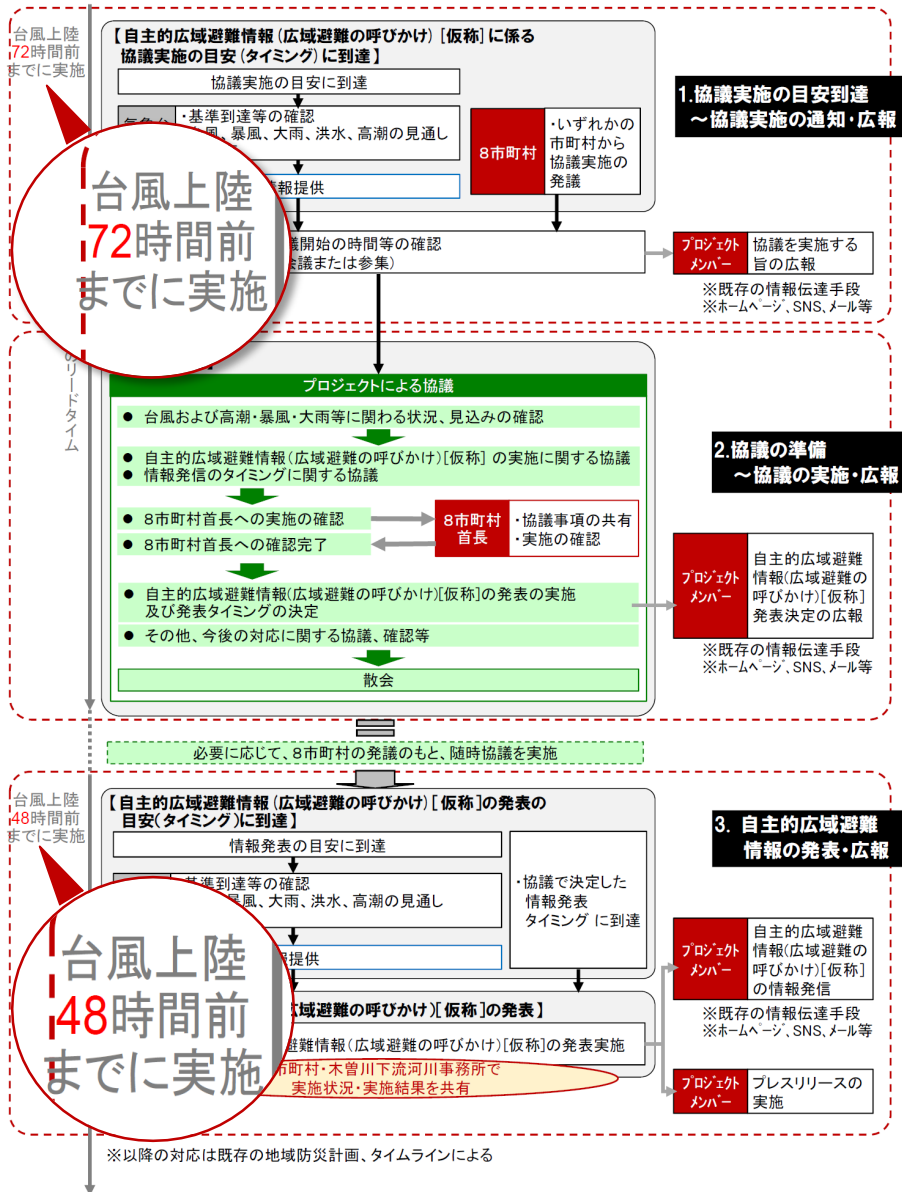 台風上陸
72時間前
までに実施
【自主的広域避難情報(広域避難の呼びかけ)[仮称]に係る
協議実施の目安(タイミング)に到達】
協議実施の目安に到達
・基準到達等の確認
、暴風、大雨、洪水、高潮の見通し
8市町村
・いずれかの
市町村から
協議実施の
発議
1.協議実施の目安到達
～協議実施の通知・広報
台風上陸
72時間前
までに実施
報提供
開始の時間等の確認
会議または参集)
プロジェクト
メンバー
協議を実施する
旨の広報
※既存の情報伝達手段
※ホームページ、SNS、メール等
リードタイム
プロジェクトによる協議
● 台風および高潮・暴風・大雨等に関わる状況、見込みの確認
● 自主的広域避難情報(広域避難の呼びかけ)[仮称] の実施に関する協議
● 情報発信のタイミングに関する協議
● 8市町村首長への実施の確認
● 8市町村首長への確認完了
8市町村
首長
・協議事項の共有
・実施の確認
2.協議の準備
～協議の実施・広報
● 自主的広域避難情報(広域避難の呼びかけ)[仮称]の発表の実施
及び発表タイミングの決定
● その他、今後の対応に関する協議、確認等
散会
プロジェクト
メンバー
自主的広域避難
情報(広域避難の
呼びかけ)[仮称]
発表決定の広報
※既存の情報伝達手段
※ホームページ、SNS、メール等
必要に応じて、8市町村の発議のもと、随時協議を実施
台風上陸
48時間前
までに実施
【自主的広域避難情報(広域避難の呼びかけ)[仮称]の発表の
目安(タイミング)に到達】
情報発表の目安に到達
基準到達等の確認
風、大雨、洪水、高潮の見通し
・協議で決定した
情報発表
タイミング に到達
3. 自主的広域避難
情報の発表・広報
台風上陸
48時間前
までに実施
提供
広域避難の呼びかけ)[仮称]の発表】
避難情報(広域避難の呼びかけ)[仮称]の発表実施
市町村・木曽川下流河川事務所で
実施状況・実施結果を共有
プロジェクト
メンバー
自主的広域避難
情報(広域避難の
呼びかけ)[仮称]
の情報発信
※既存の情報伝達手段
※ホームページ、SNS、メール等
プロジェクト
メンバー
プレスリリースの
実施
※以降の対応は既存の地域防災計画、タイムラインによる